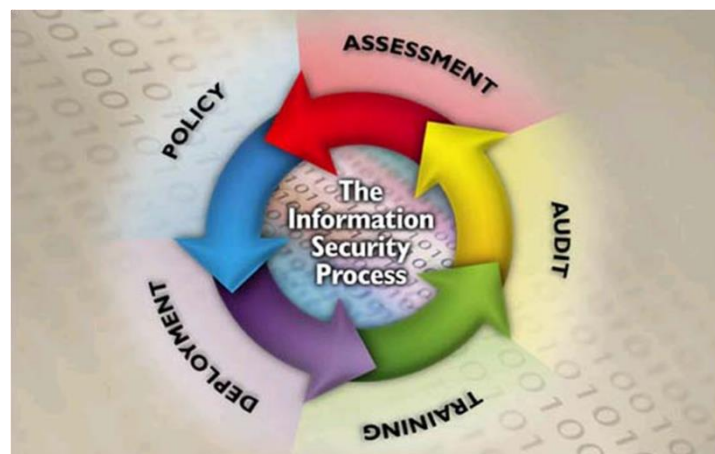 ASSESSMENT
POLICY
The
Information
Security
Process
AUDIT
DEPLOYMENT
TRAINING